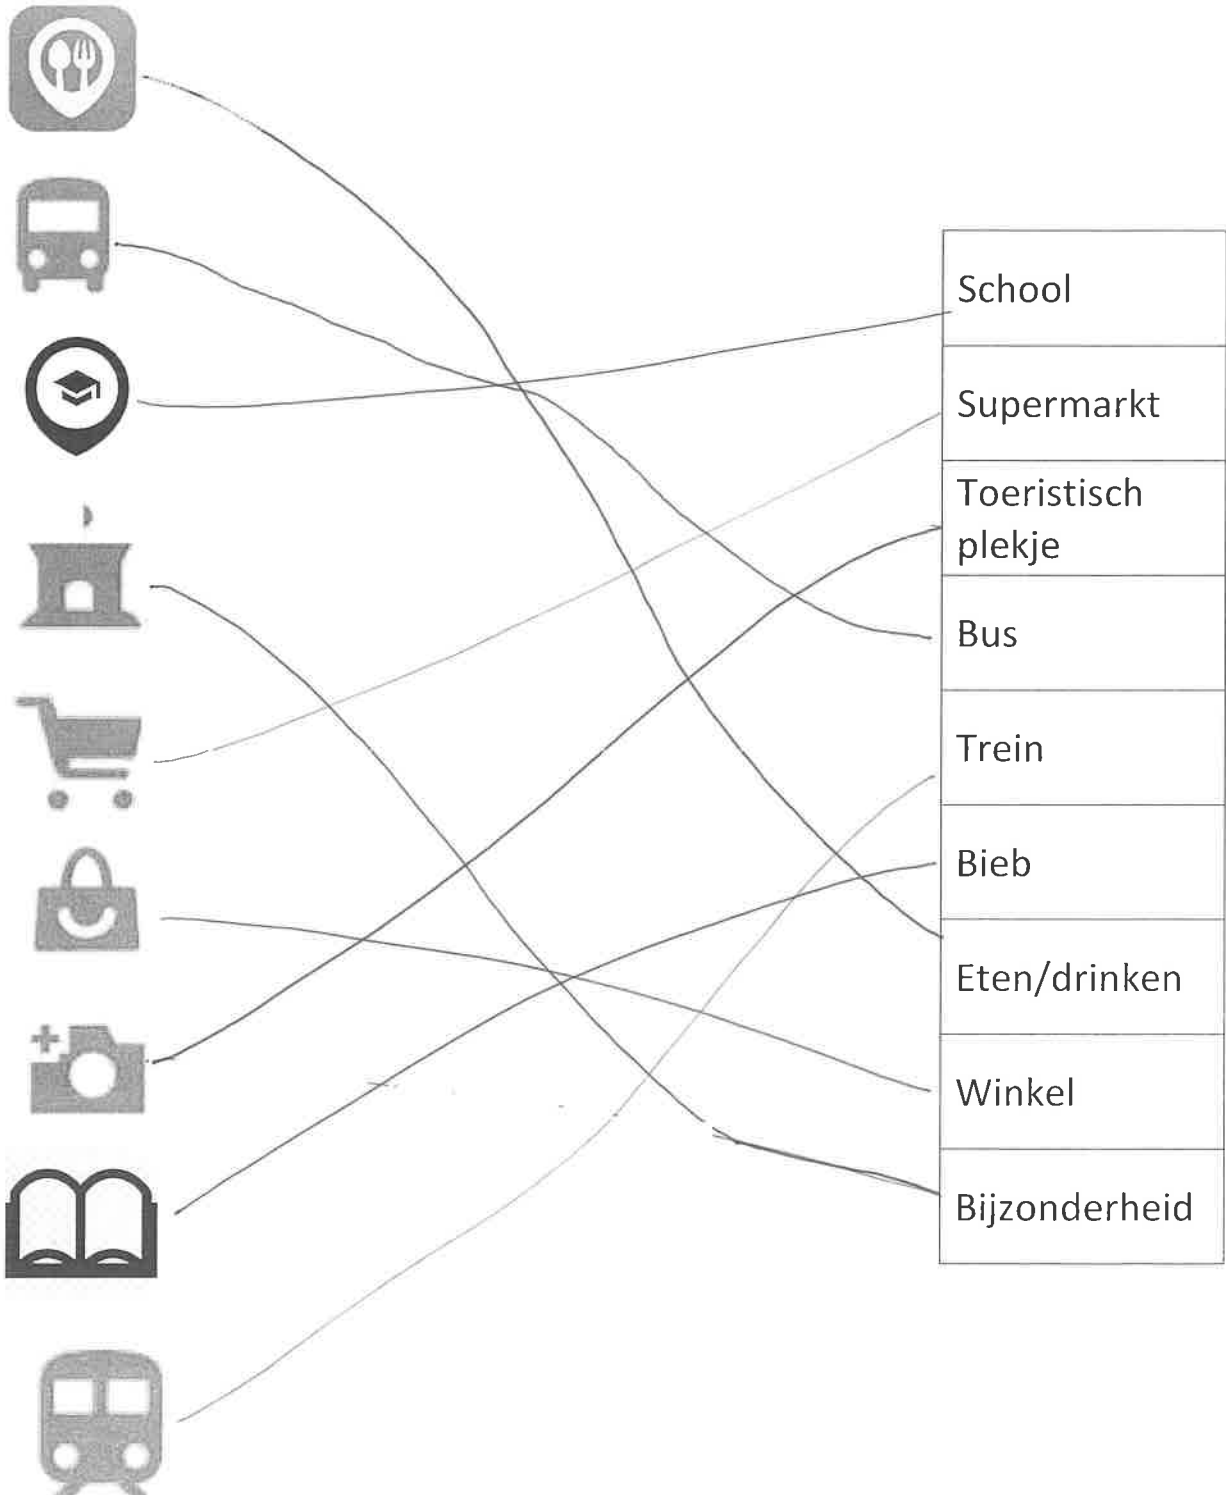 School
Supermarkt
Toeristisch
plekje
Bus
Trein
Bieb
Eten/drinken
Winkel
Bijzonderheid